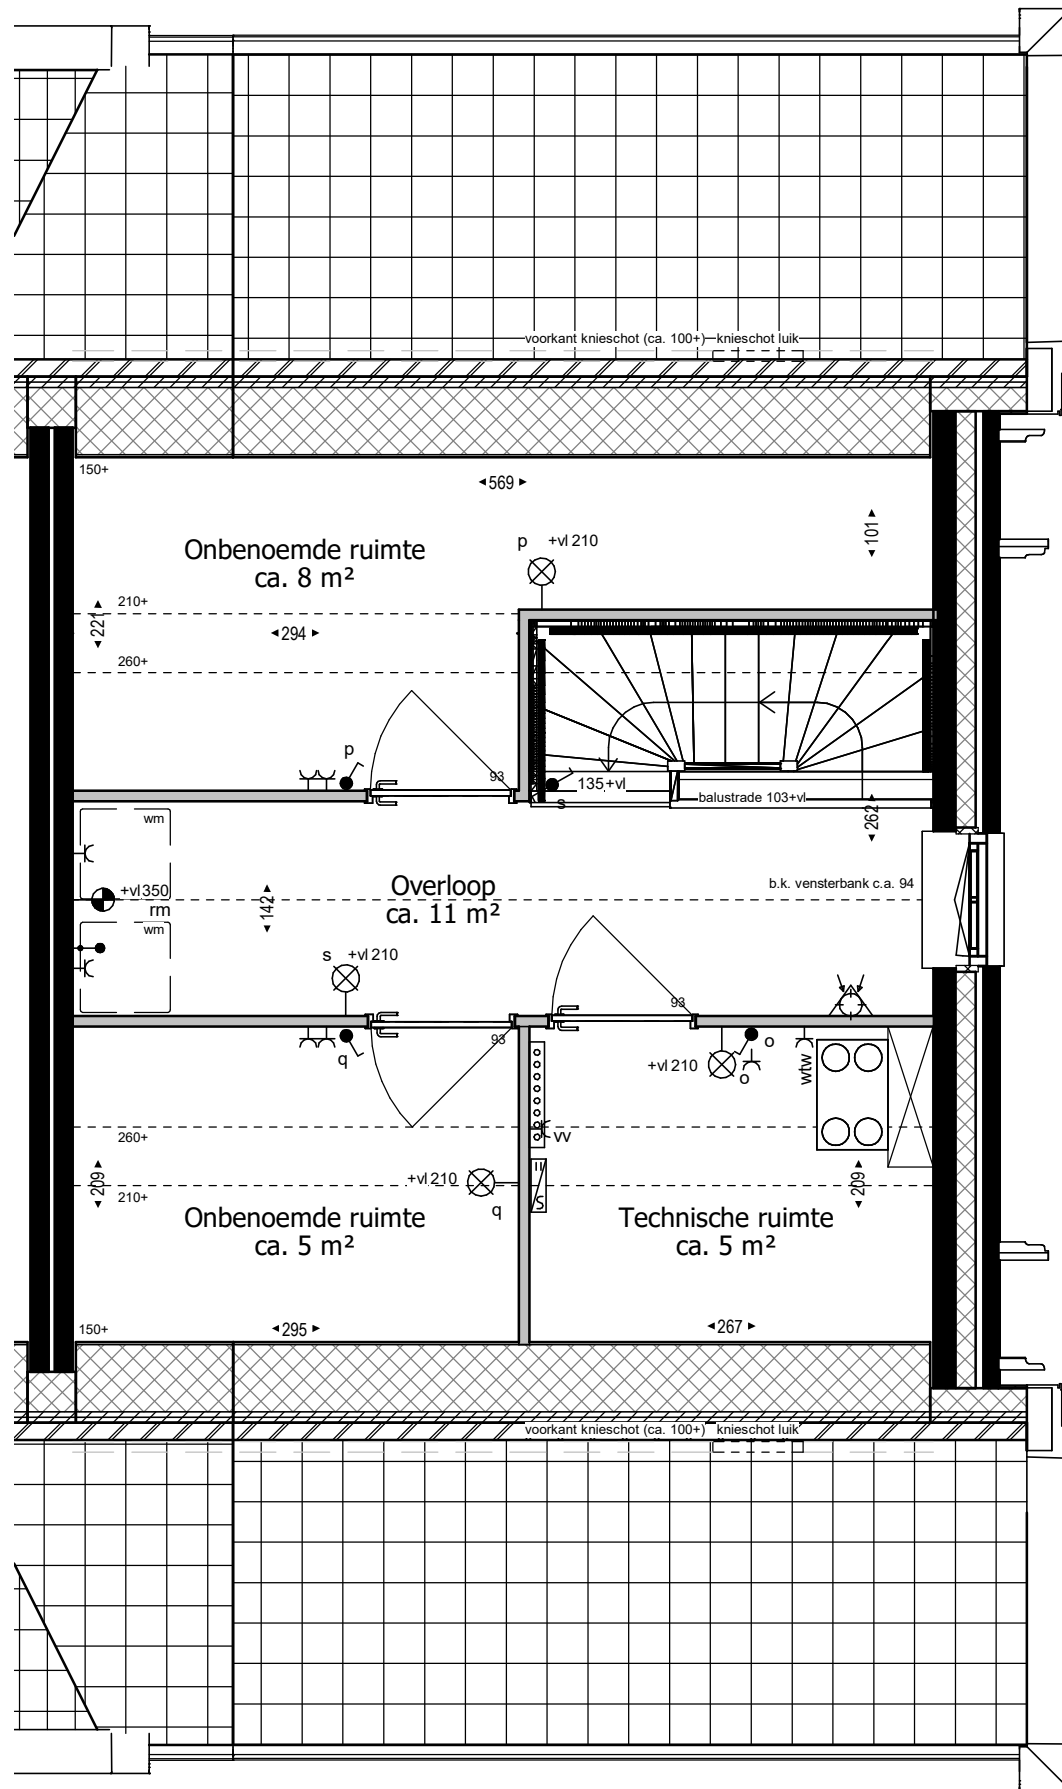 voorkant knieschot (ca. 100+) knieschot luik
150+
569
101
Onbenoemde ruimte
ca. 8 m²
p +vl 210
210+
221
294
260+
p
93
135+vl
s
balustrade 103+vl
262
wm
+vl 350
rm
wm
142
Overloop
ca. 11 m²
b.k. vensterbank c.a. 94
s +vl 210
93
q
93
+vl 210
o
o
wtw
260+
vv
209
210+
+vl 210
q
S
209
Onbenoemde ruimte
ca. 5 m²
Technische ruimte
ca. 5 m²
150+
295
267
voorkant knieschot (ca. 100+) knieschot luik